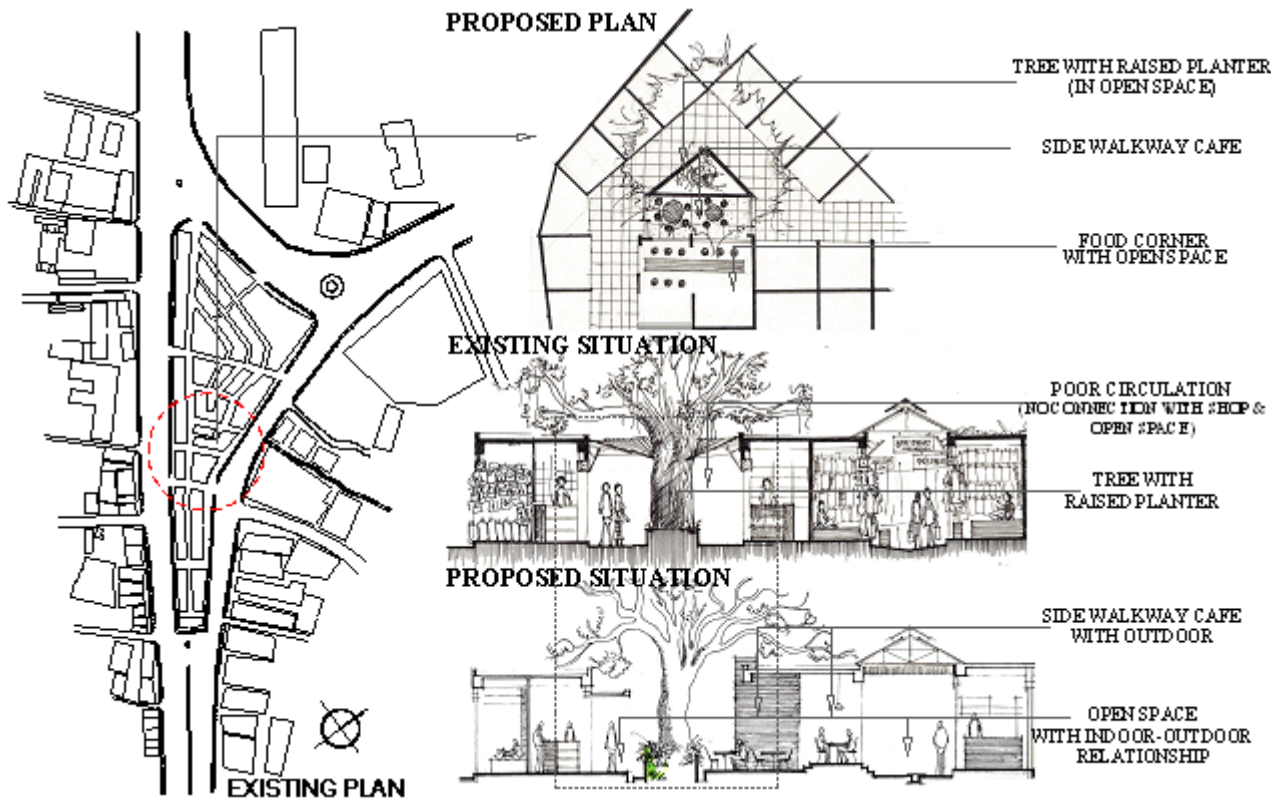 PROPOSED PLAN
TREE WITH RAISED PLANTER
(IN OPEN SPACE)
SIDE WALKWAY CAFE
FOOD CORNER
WITH OPEN SPACE
EXISTING SITUATION
POOR CIRCULATION
(NO CONNECTION WITH SHOP &
OPEN SPACE)
TREE WITH
RAISED PLANTER
PROPOSED SITUATION
SIDE WALKWAY CAFE
WITH OUTDOOR
OPEN SPACE
WITH INDOOR-OUTDOOR
RELATIONSHIP
EXISTING PLAN